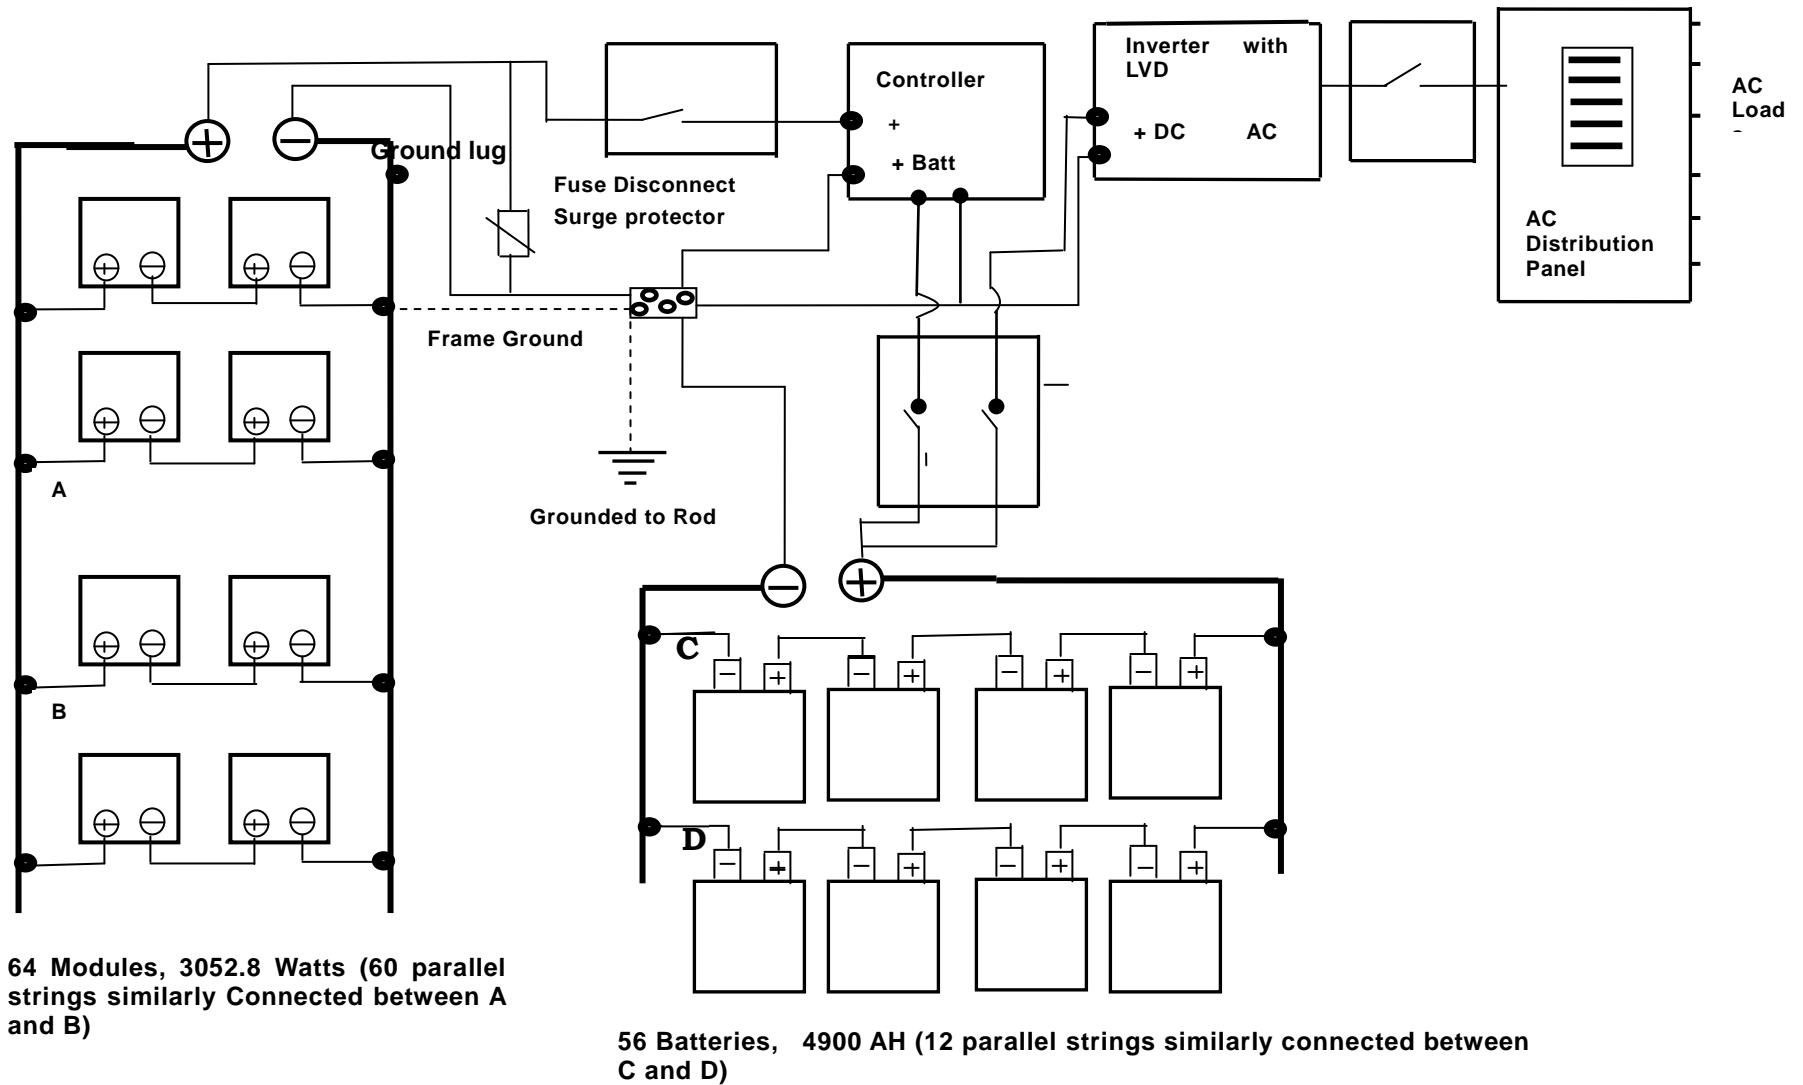 Inverter with
LVD
+ DC AC
Controller
+
+ Batt
AC
Load
Ground lug
Fuse Disconnect
Surge protector
AC
Distribution
Panel
Frame Ground
A
Grounded to Rod
B
C
D
64 Modules, 3052.8 Watts (60 parallel
strings similarly Connected between A
and B)
56 Batteries, 4900 AH (12 parallel strings similarly connected between
C and D)